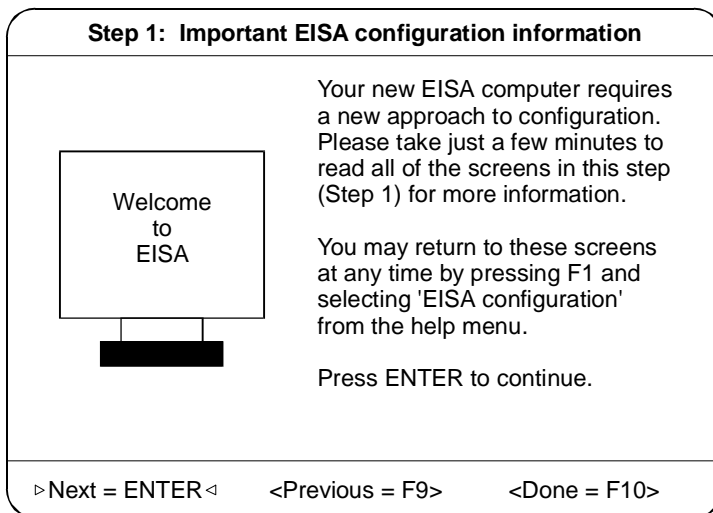 Step 1: Important EISA configuration information
Welcome
to
EISA
Your new EISA computer requires
a new approach to configuration.
Please take just a few minutes to
read all of the screens in this step
(Step 1) for more information.
You may return to these screens
at any time by pressing F1 and
selecting 'EISA configuration'
from the help menu.
Press ENTER to continue.
▹Next = ENTER◃ <Previous = F9> <Done = F10>